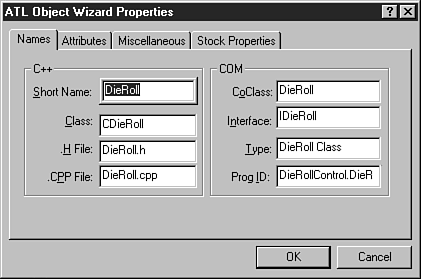 ATL Object Wizard Properties
Names Attributes Miscellaneous Stock Properties
C++
Short Name: DieRoll
Class: CDieRoll
.H File: DieRoll.h
.CPP File: DieRoll.cpp
COM
CoClass: DieRoll
Interface: IDieRoll
Type: DieRoll Class
Prog ID: DieRollControl.DieR
OK Cancel